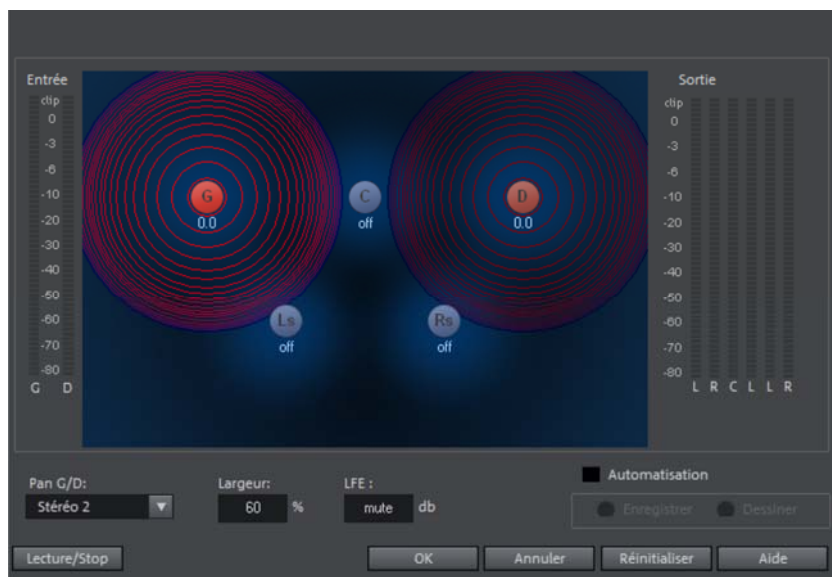 Entrée
Sortie
clip
0
-3
-6
-10
-20
-30
-40
-50
-60
-70
-80
G D
G
0.0
C
off
D
0.0
Ls
off
Rs
off
clip
0
-3
-6
-10
-20
-30
-40
-50
-60
-70
-80
L R C L L R
Pan G/D:
Stéréo 2
Largeur:
60 %
LFE :
mute db
Automatisation
Enregistrer
Dessiner
Lecture/Stop
OK
Annuler
Réinitialiser
Aide